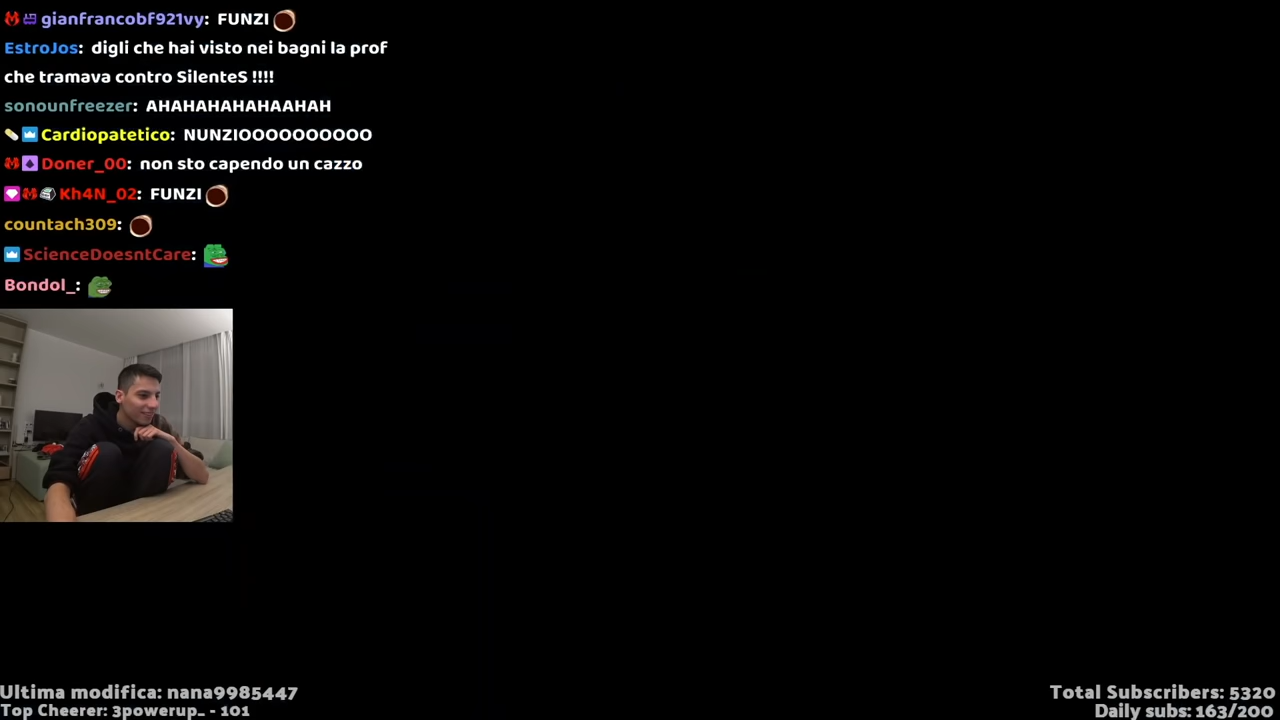 gianfrancobf921vy: FUNZI
EstroJos: digli che hai visto nei bagni la prof
che tramava contro SilenteS !!!!
sonounfreezer: AHAHAHAHAHAAHAH
Cardiopatetico: NUNZIOOOOOOOOOO
Doner_00: non sto capendo un cazzo
Kh4N_02: FUNZI
countach309:
ScienceDoesntCare:
Bondol_:
Ultima modifica: nana9985447
Top Cheerer: 3powerup_ - 101
Total Subscribers: 5320
Daily subs: 163/200